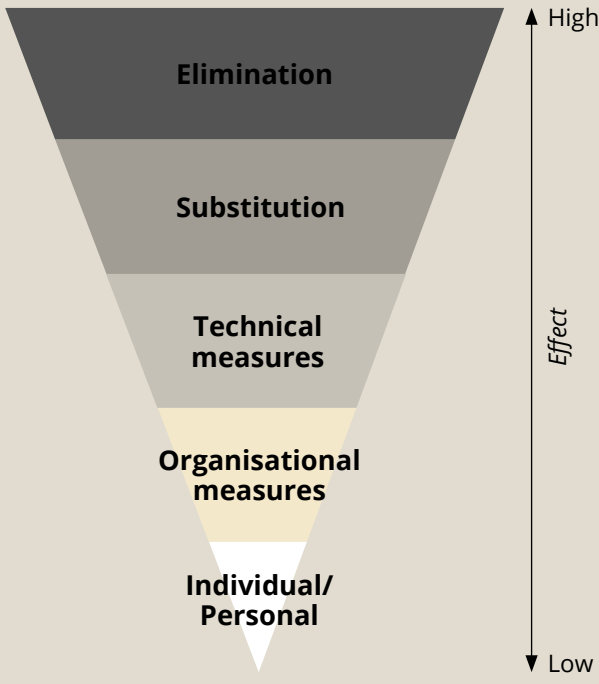 High
Elimination
Substitution
Technical
measures
Effect
Organisational
measures
Individual/
Personal
Low